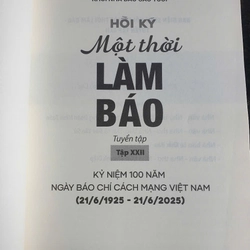 HỒI KÝ
Một thời
LÀM
BÁO
Tuyển tập
Tập XXII
KỶ NIỆM 100 NĂM
NGÀY BÁO CHÍ CÁCH MẠNG VIỆT NAM
(21/6/1925 - 21/6/2025)